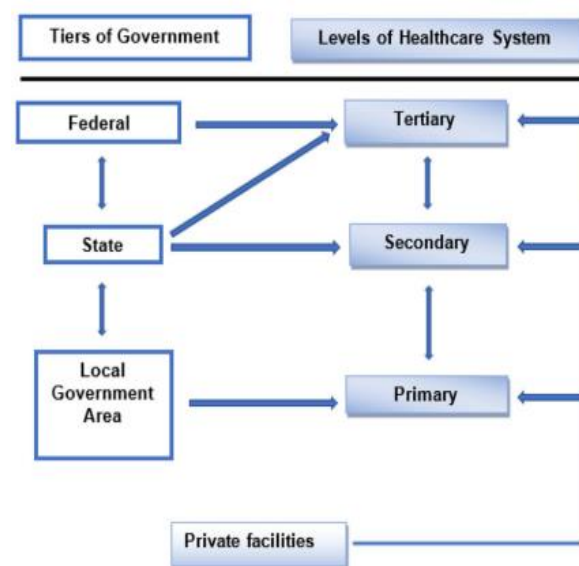 Tiers of Government
Levels of Healthcare System
Federal
Tertiary
State
Secondary
Local
Government
Area
Primary
Private facilities